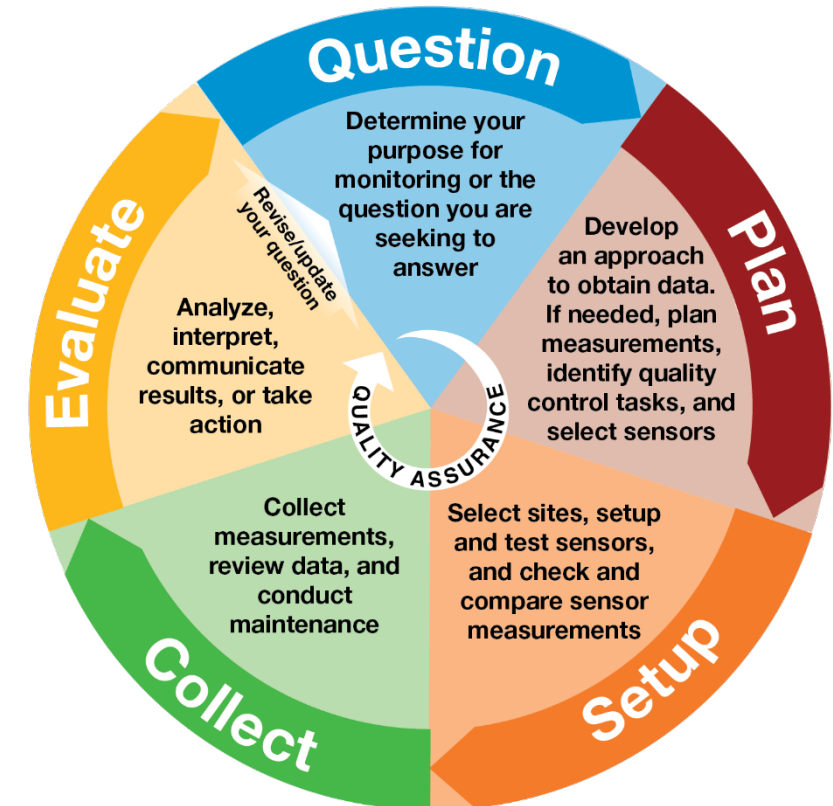 Question
Determine your
purpose for
monitoring or the
question you are
seeking to
answer
Plan
Develop
an approach
to obtain data.
If needed, plan
measurements,
identify quality
control tasks, and
select sensors
Setup
Select sites, setup
and test sensors,
and check and
compare sensor
measurements
Collect
Collect
measurements,
review data, and
conduct
maintenance
Evaluate
Analyze,
interpret,
communicate
results, or take
action
Revise/update
your question
QUALITY ASSURANCE